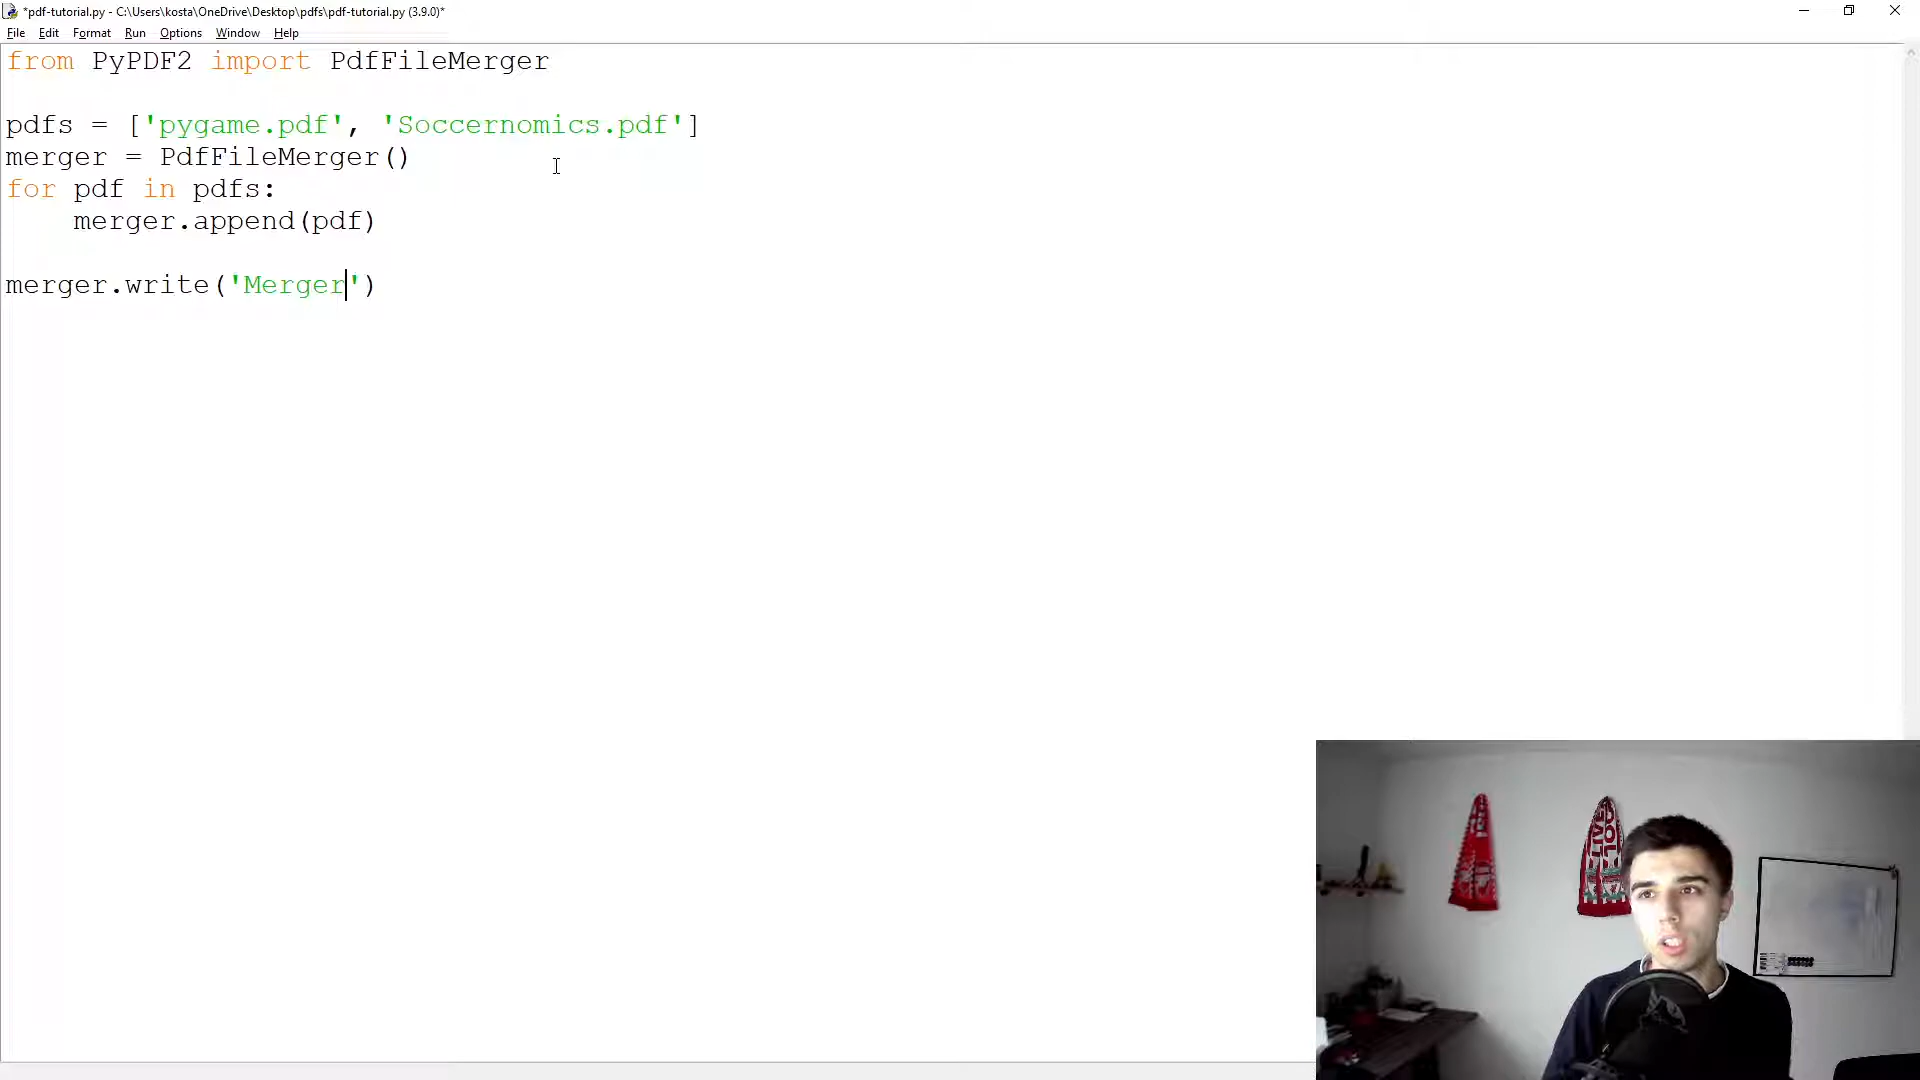 *pdf-tutorial.py - C:\Users\kosta\OneDrive\Desktop\pdfs\pdf-tutorial.py (3.9.0)*
File Edit Format Run Options Window Help
from PyPDF2 import PdfFileMerger
pdfs = ['pygame.pdf', 'Soccernomics.pdf']
merger = PdfFileMerger()
for pdf in pdfs:
    merger.append(pdf)
merger.write('Merger')